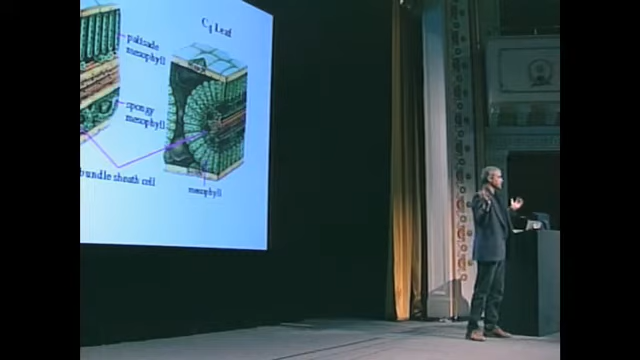 C4 Leaf
palisade
mesophyll
spongy
mesophyll
bundle sheath cell
mesophyll